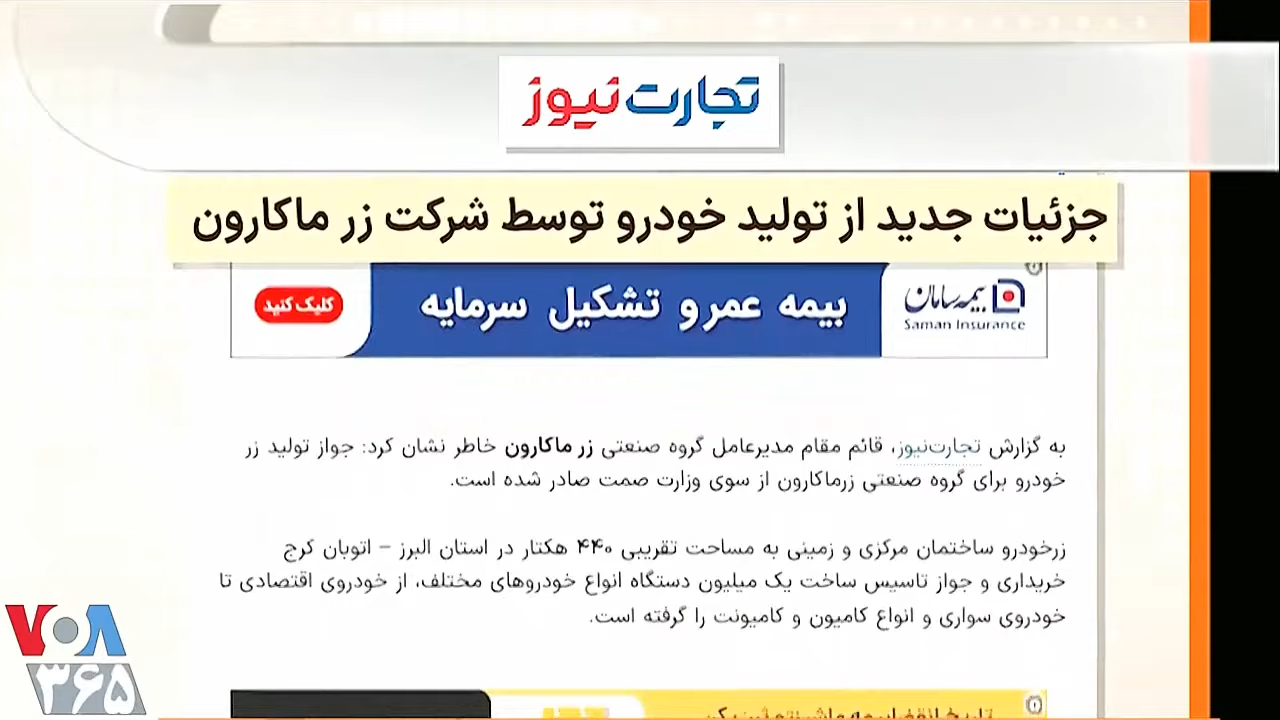 تجارت‌نیوز
جزئیات جدید از تولید خودرو توسط شرکت زر ماکارون
بیمه سامان
Saman Insurance
بیمه عمر و تشکیل سرمایه
کلیک کنید
به گزارش تجارت‌نیوز، قائم مقام مدیرعامل گروه صنعتی زر ماکارون خاطر نشان کرد: جواز تولید زر
خودرو برای گروه صنعتی زرماکارون از سوی وزارت صمت صادر شده است.
زرخودرو ساختمان مرکزی و زمینی به مساحت تقریبی ۴۴۰ هکتار در استان البرز – اتوبان کرج
خریداری و جواز تاسیس ساخت یک میلیون دستگاه انواع خودروهای مختلف، از خودروی اقتصادی تا
خودروی سواری و انواع کامیون و کامیونت را گرفته است.
VOA
۳۶۵